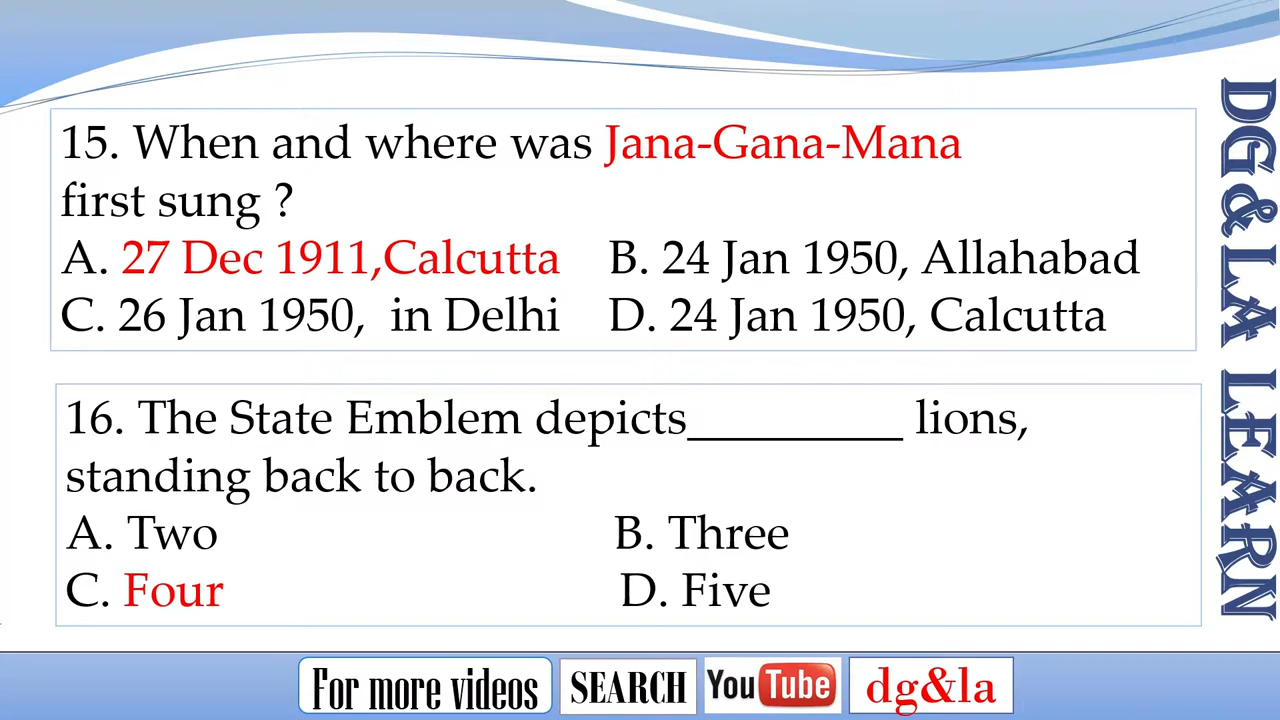 15. When and where was Jana-Gana-Mana
first sung ?
A. 27 Dec 1911,Calcutta B. 24 Jan 1950, Allahabad
C. 26 Jan 1950, in Delhi D. 24 Jan 1950, Calcutta
16. The State Emblem depicts_________ lions,
standing back to back.
A. Two B. Three
C. Four D. Five
DG&LA LEARN
For more videos SEARCH YouTube dg&la